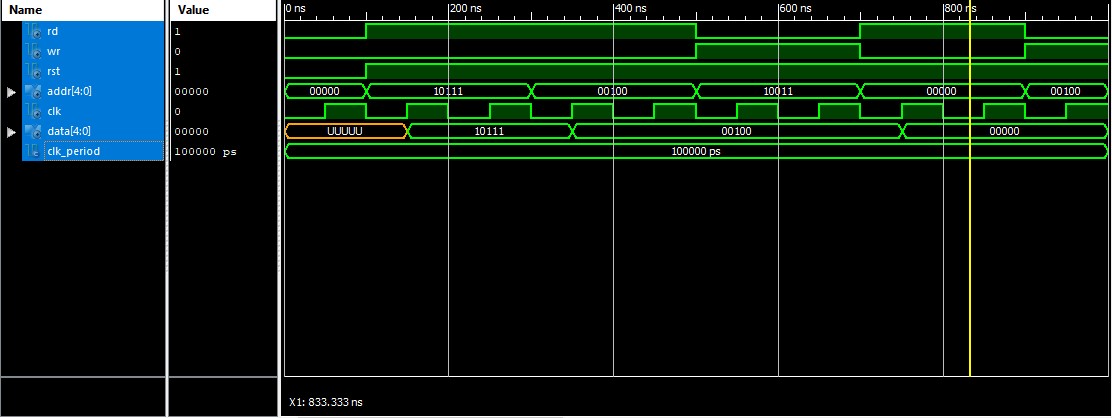 Name Value 0 ns 200 ns 400 ns 600 ns 800 ns
rd 1
wr 0
rst 1
addr[4:0] 00000 00000 10111 00100 10011 00000 00100
clk 0
data[4:0] 00000 UUUUU 10111 00100 00000
clk_period 100000 ps 100000 ps
X1: 833.333 ns